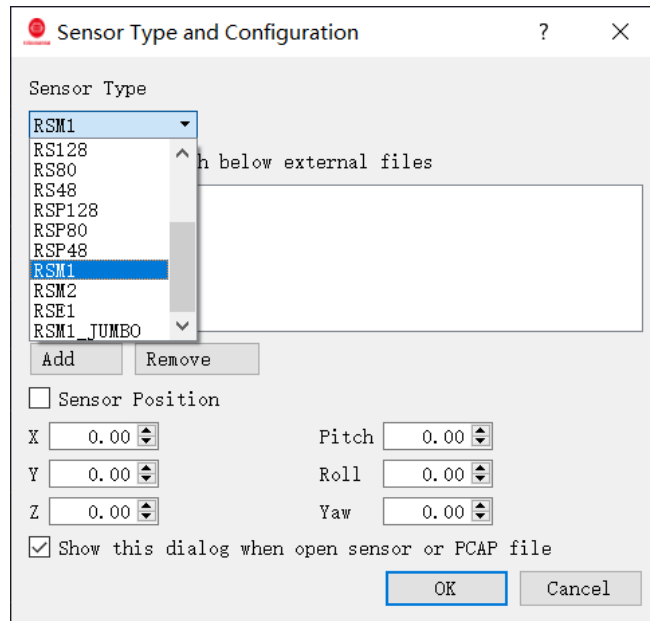 Sensor Type and Configuration
?
Sensor Type
RSM1
RS128
RS80
h below external files
RS48
RSP128
RSP80
RSP48
RSM1
RSM2
RSE1
RSM1_JUMBO
Add Remove
Sensor Position
X 0.00 Pitch 0.00
Y 0.00 Roll 0.00
Z 0.00 Yaw 0.00
Show this dialog when open sensor or PCAP file
OK Cancel